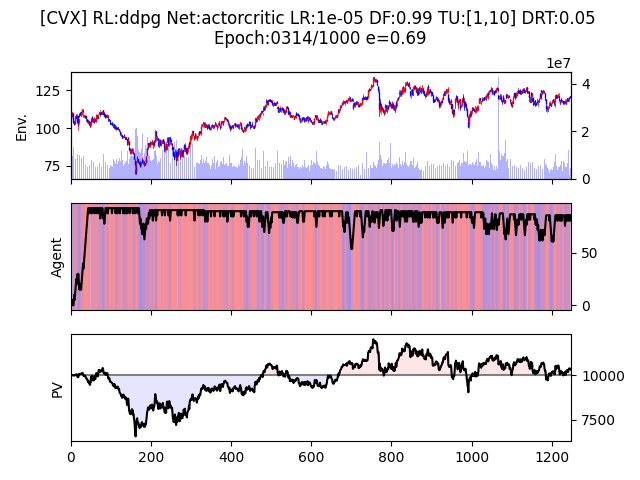 [CVX] RL:ddpg Net:actorcritic LR:1e-05 DF:0.99 TU:[1,10] DRT:0.05
Epoch:0314/1000 e=0.69
1e7
125
100
75
Env.
4
2
0
Agent
50
0
PV
10000
7500
0 200 400 600 800 1000 1200